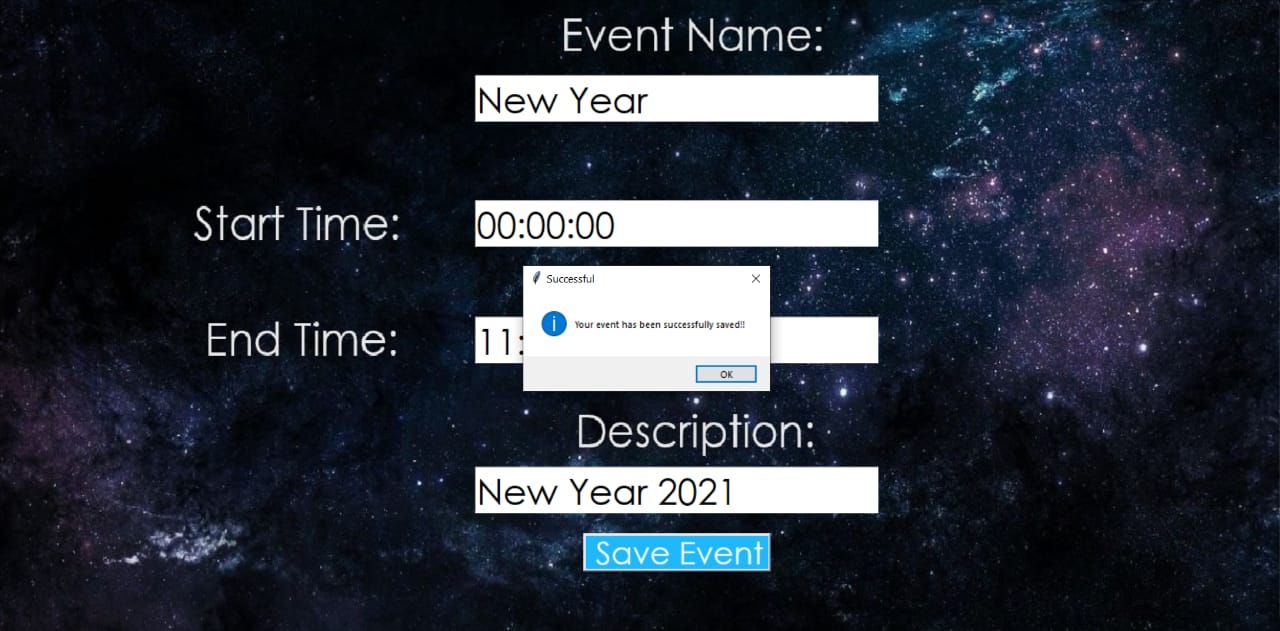 Event Name:
New Year
Start Time:
00:00:00
Successful
End Time:
11:
Your event has been successfully saved!!
OK
Description:
New Year 2021
Save Event